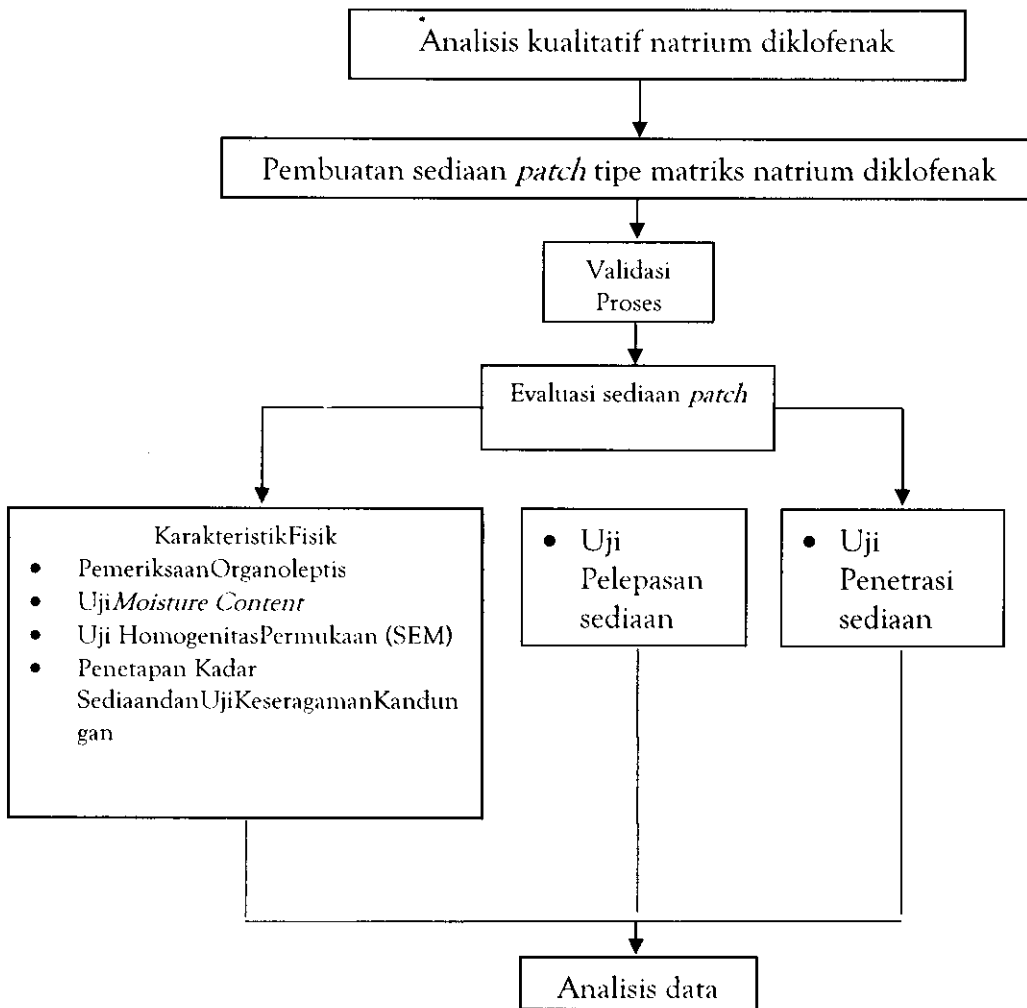 Analisis kualitatif natrium diklofenak
Pembuatan sediaan patch tipe matriks natrium diklofenak
Validasi
Proses
Evaluasi sediaan patch
KarakteristikFisik
• PemeriksaanOrganoleptis
• UjiMoisture Content
• Uji HomogenitasPermukaan (SEM)
• Penetapan Kadar
SediaandanUjiKeseragamanKandun
gan
• Uji
Pelepasan
sediaan
• Uji
Penetrasi
sediaan
Analisis data